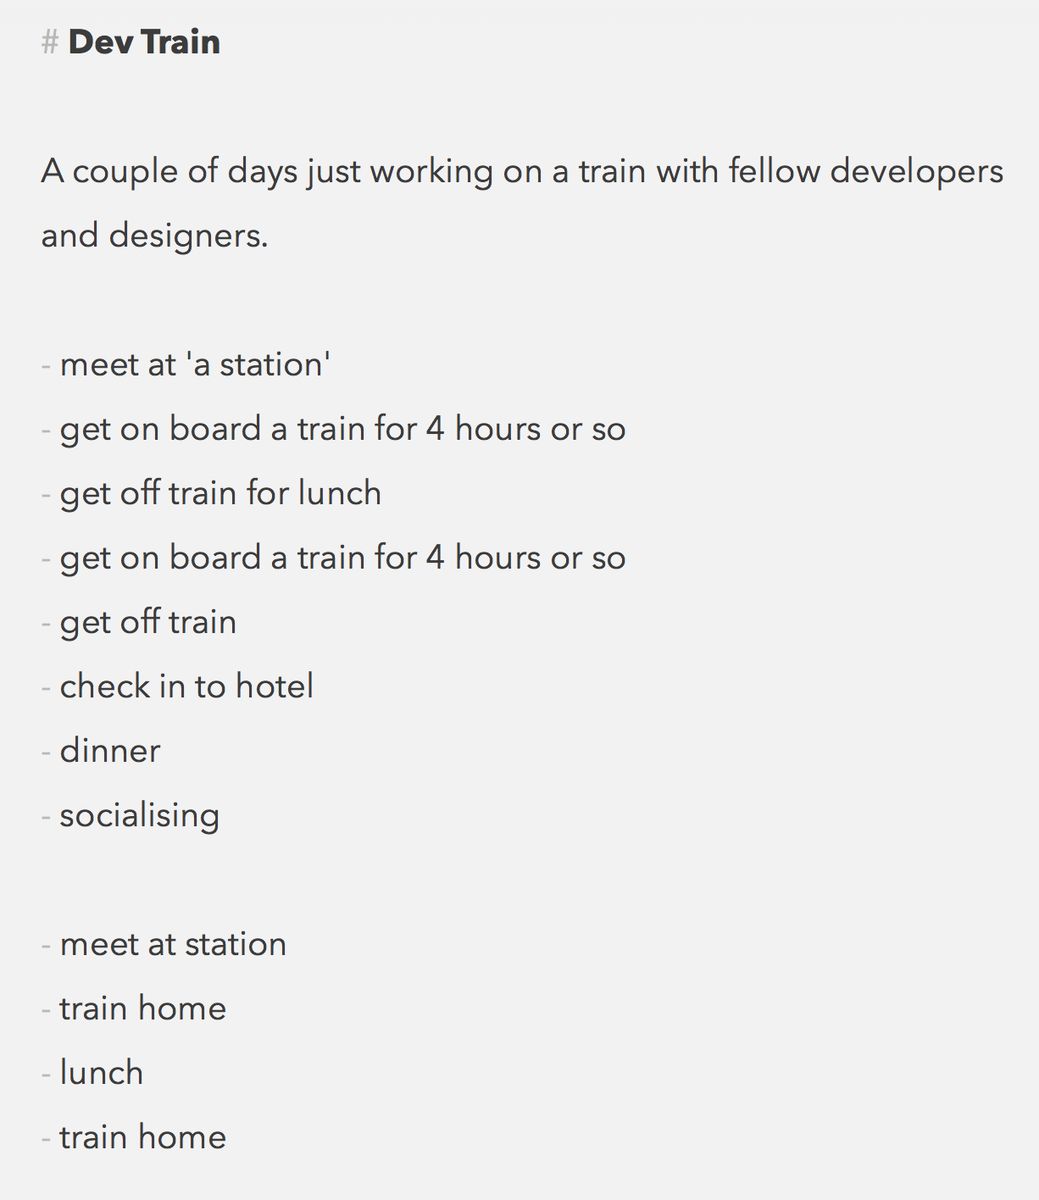 # Dev Train
A couple of days just working on a train with fellow developers
and designers.
- meet at 'a station'
- get on board a train for 4 hours or so
- get off train for lunch
- get on board a train for 4 hours or so
- get off train
- check in to hotel
- dinner
- socialising
- meet at station
- train home
- lunch
- train home